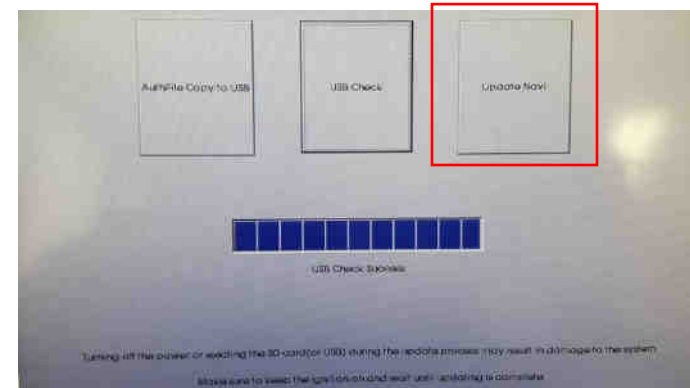 AuthFile Copy to USB
USB Check
Update Navi
USB Check Success
Turning off the power or ejecting the SD card(or USB) during the update process may result in damage to the system
Make sure to keep the ignition on and wait until updating is complete